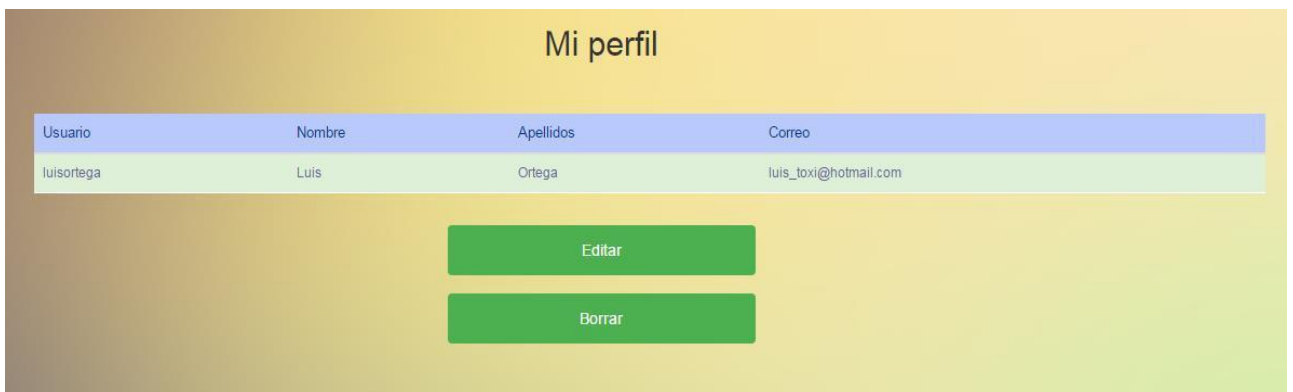 Mi perfil
Usuario Nombre Apellidos Correo
luisortega Luis Ortega luis_toxi@hotmail.com
Editar
Borrar